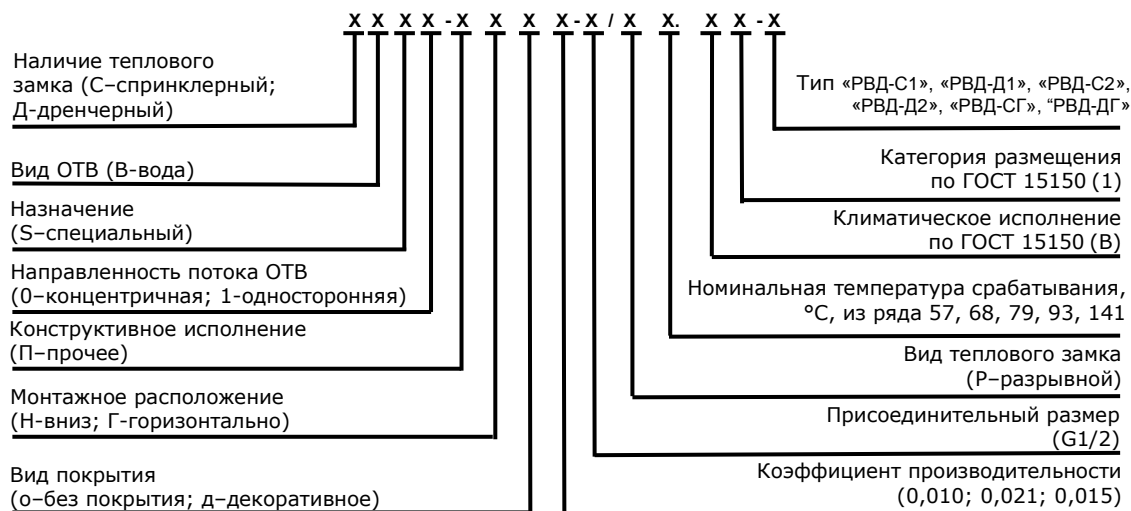 X X X X - X X X X - X / X X. X X - X
Наличие теплового
замка (С–спринклерный;
Д-дренчерный)
Вид ОТВ (В-вода)
Назначение
(S–специальный)
Направленность потока ОТВ
(0–концентричная; 1-односторонняя)
Конструктивное исполнение
(П–прочее)
Монтажное расположение
(Н-вниз; Г-горизонтально)
Вид покрытия
(о–без покрытия; д–декоративное)
Тип «РВД-С1», «РВД-Д1», «РВД-С2»,
«РВД-Д2», «РВД-СГ», “РВД-ДГ»
Категория размещения
по ГОСТ 15150 (1)
Климатическое исполнение
по ГОСТ 15150 (В)
Номинальная температура срабатывания,
°С, из ряда 57, 68, 79, 93, 141
Вид теплового замка
(Р–разрывной)
Присоединительный размер
(G1/2)
Коэффициент производительности
(0,010; 0,021; 0,015)